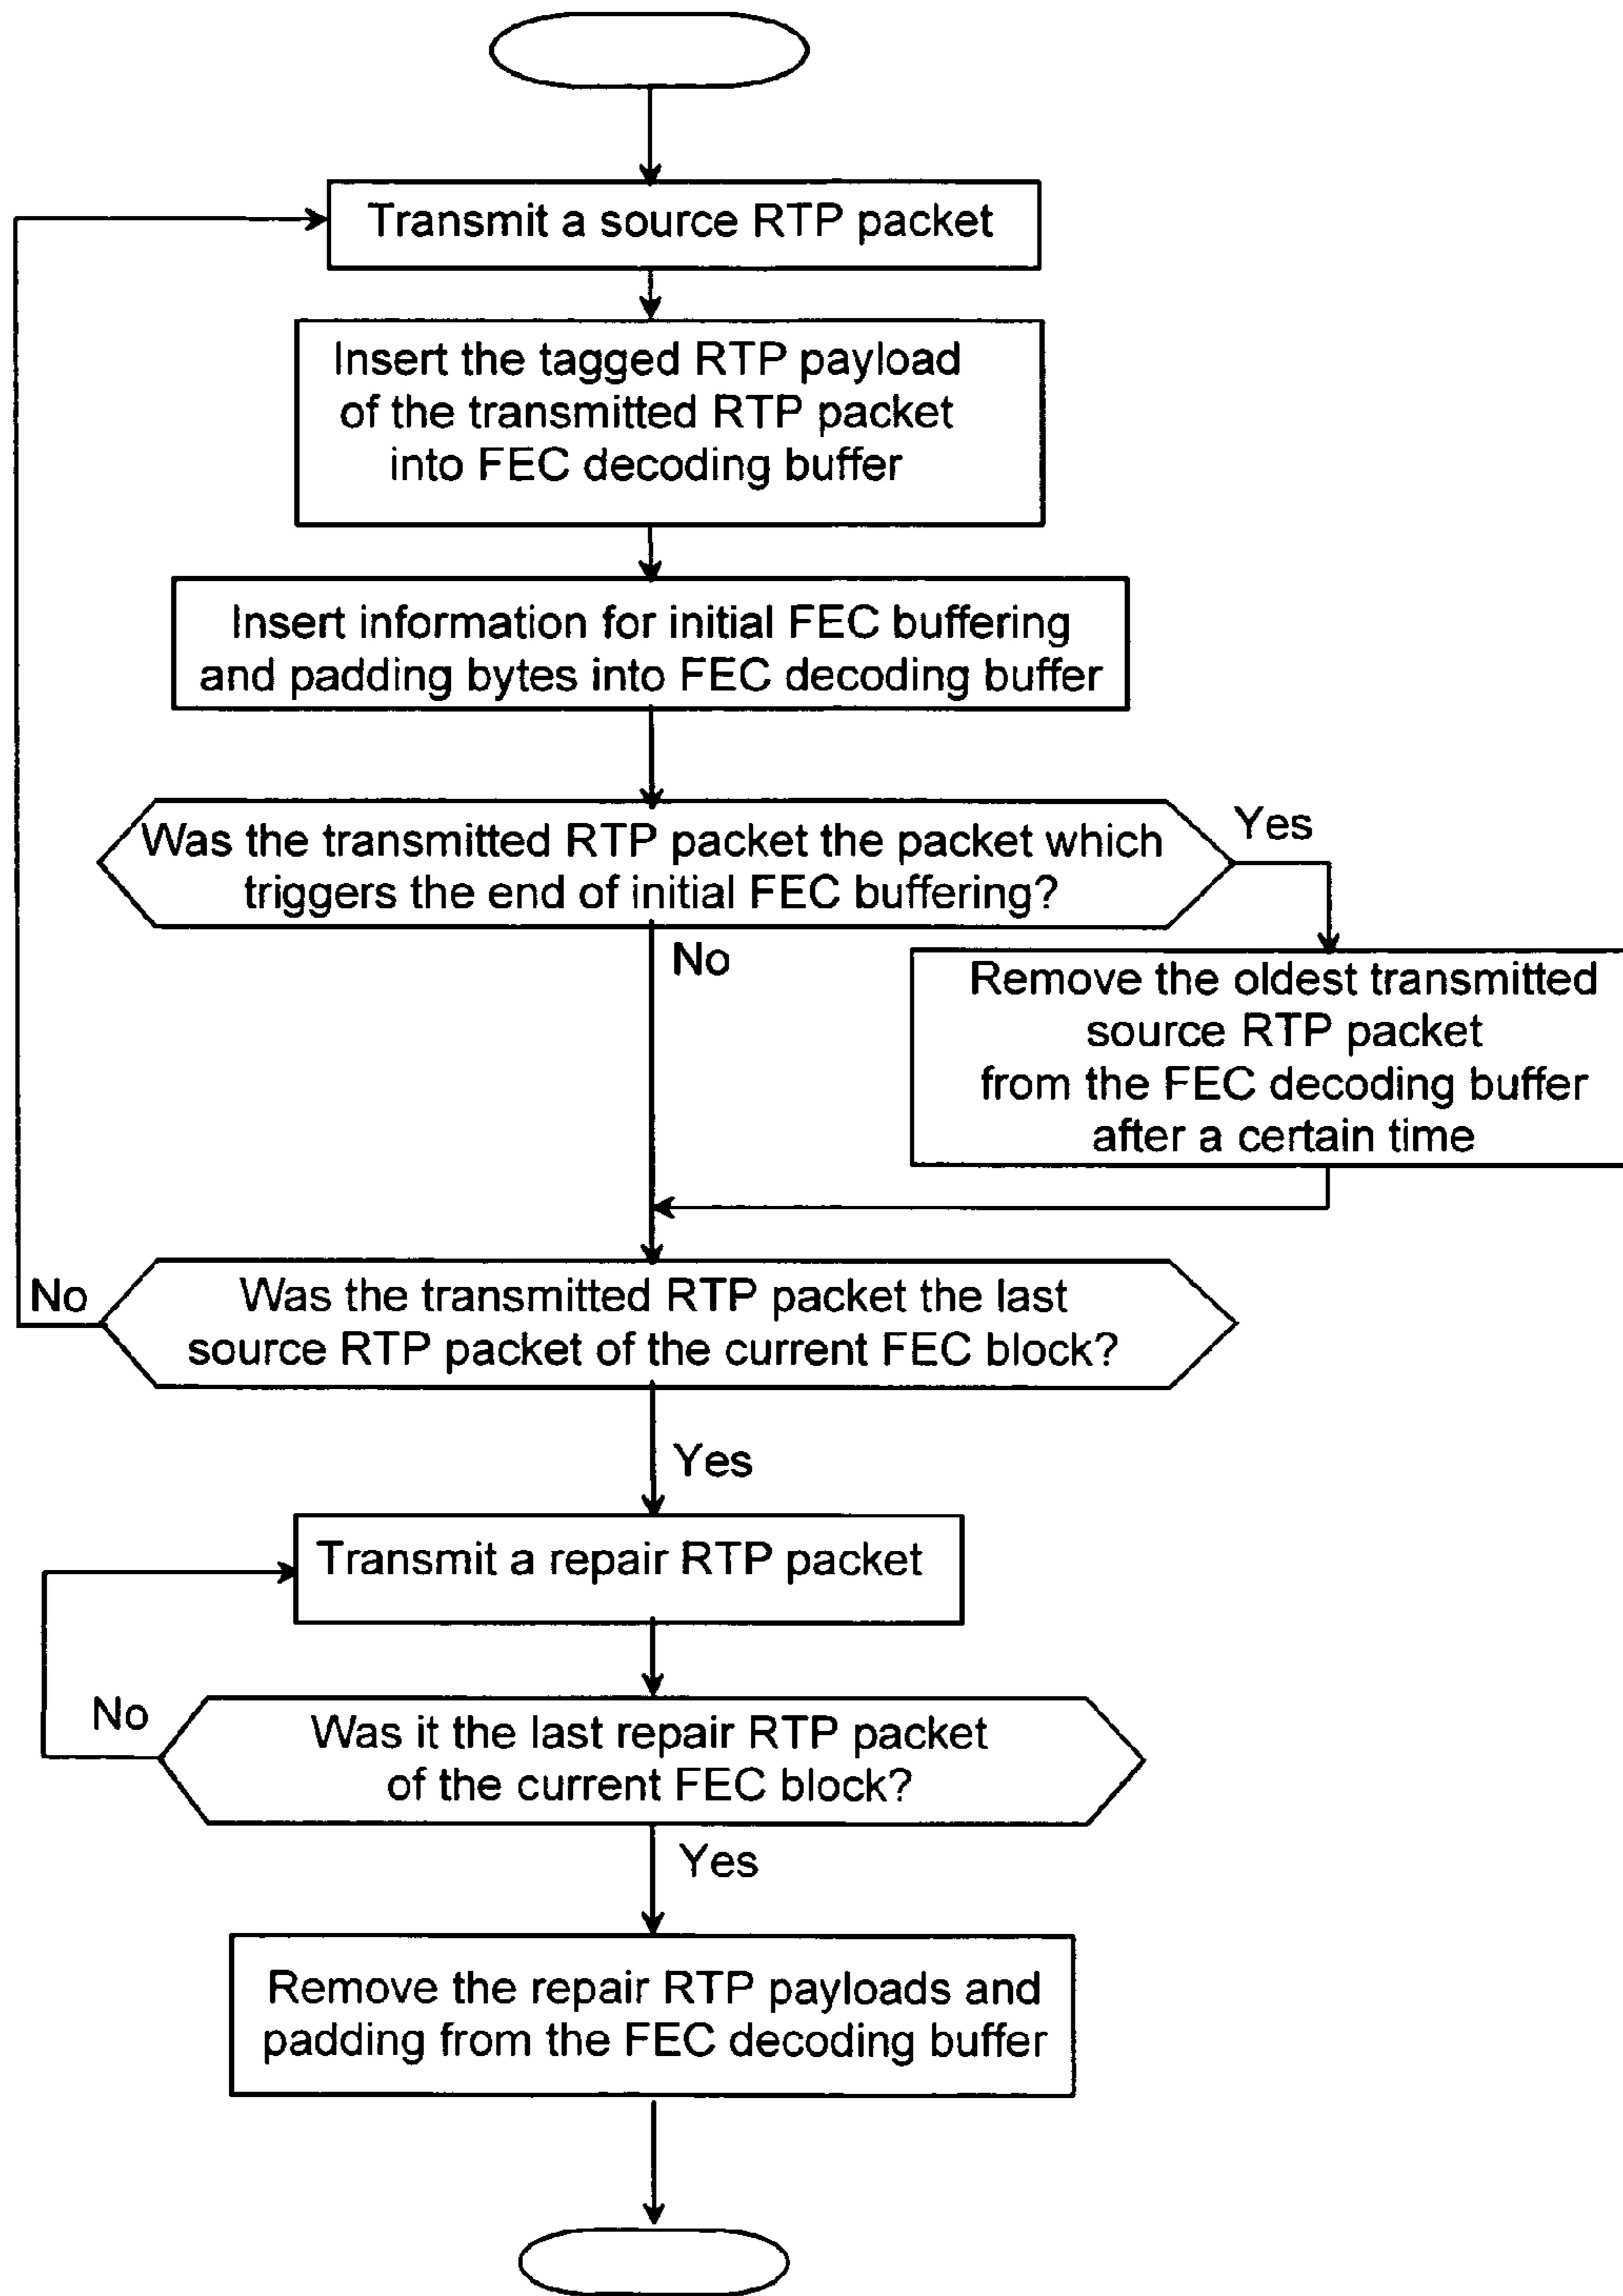 Transmit a source RTP packet
Insert the tagged RTP payload
of the transmitted RTP packet
into FEC decoding buffer
Insert information for initial FEC buffering
and padding bytes into FEC decoding buffer
Was the transmitted RTP packet the packet which
triggers the end of initial FEC buffering?
Yes
No
Remove the oldest transmitted
source RTP packet
from the FEC decoding buffer
after a certain time
No
Was the transmitted RTP packet the last
source RTP packet of the current FEC block?
Yes
Transmit a repair RTP packet
No
Was it the last repair RTP packet
of the current FEC block?
Yes
Remove the repair RTP payloads and
padding from the FEC decoding buffer